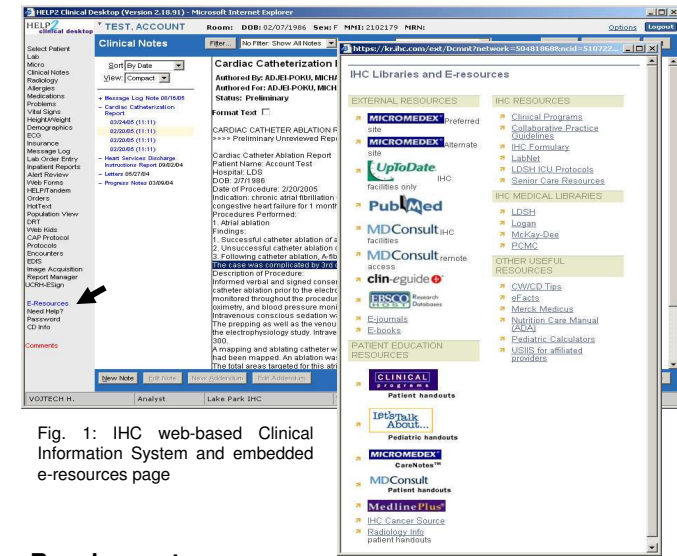 HELP2 Clinical Desktop (Version 2.18.91) - Microsoft Internet Explorer
HELP2
clinical desktop
TEST, ACCOUNT
Room: DOB: 02/07/1986 Sex: F MMI: 2102179 MRN:
Options
Logout
Select Patient
Lab
Micro
Clinical Notes
Radiology
Allergies
Medications
Problems
Vital Signs
Height/Weight
Demographics
ECG
Insurance
Message Log
Lab Order Entry
Inpatient Reports
Alert Review
Web Forms
HELP/Tandem
Orders
HotText
Population View
DRT
Web Kids
CAP Protocol
Protocols
Encounters
EDIS
Image Acquisition
Report Manager
UCRH-ESign
E-Resources
Need Help?
Password
CD Info
Comments
Clinical Notes
Filter... No Filter: Show All Notes
Sort By Date
View: Compact
+ Message Log Note 08/16/05
- Cardiac Catheterization
Report
03/24/05 (11:11)
02/20/05 (11:11)
02/20/05 (11:11)
02/20/05 (11:11)
- Heart Services Discharge
Instructions Report 09/02/04
- Letters 05/27/04
- Progress Notes 03/09/04
Cardiac Catheterization
Authored By: ADJEI-POKU, MICHA
Authored For: ADJEI-POKU, MICH
Status: Preliminary
Format Text
CARDIAC CATHETER ABLATION R
>>>> Preliminary Unreviewed Repo
Cardiac Catheter Ablation Report
Patient Name: Account Test
Hospital: LDS
DOB: 2/7/1986
Date of Procedure: 2/20/2005
Indication: chronic atrial fibrillation
congestive heart failure for 1 month
Procedures Performed:
1. Atrial ablation
Findings:
1. Successful catheter ablation of a
2. Unsuccessful catheter ablation
3. Following catheter ablation, A-fib
The case was complicated by 3rd
Description of Procedure:
Informed verbal and signed conse
catheter ablation prior to the electro
monitored throughout the procedur
oximetry, and blood pressure moni
Intravenous conscious sedation w
The prepping as well as the venou
the electrophysiology study. Intrave
300.
A mapping and ablating catheter w
had been mapped. An ablation was
The total areas targeted for this atri
New Note
Edit Note
New Addendum
Edit Addendum
VOJTECH H.
Analyst
Lake Park IHC
https://kr.ihc.com/ext/Dcmnt?network=504818688&ncid=510722...
IHC Libraries and E-resources
EXTERNAL RESOURCES
MICROMEDEX Preferred
site
MICROMEDEX Alternate
site
UpToDate IHC
facilities only
PubMed
MDConsult IHC
facilities
MDConsult remote
access
clin-eguide
EBSCO HOST Research
Databases
E-journals
E-books
PATIENT EDUCATION
RESOURCES
CLINICAL
programs
Patient handouts
Let's Talk
About...
Pediatric handouts
MICROMEDEX
CareNotes™
MDConsult
Patient handouts
MedlinePlus
IHC Cancer Source
Radiology Info
patient handouts
IHC RESOURCES
Clinical Programs
Collaborative Practice
Guidelines
IHC Formulary
LabNet
LDSH ICU Protocols
Senior Care Resources
IHC MEDICAL LIBRARIES
LDSH
Logan
McKay-Dee
PCMC
OTHER USEFUL
RESOURCES
CW/CD Tips
eFacts
Merck Medicus
Nutrition Care Manual
(ADA)
Pediatric Calculators
USIIS for affiliated
providers
Fig. 1: IHC web-based Clinical
Information System and embedded
e-resources page